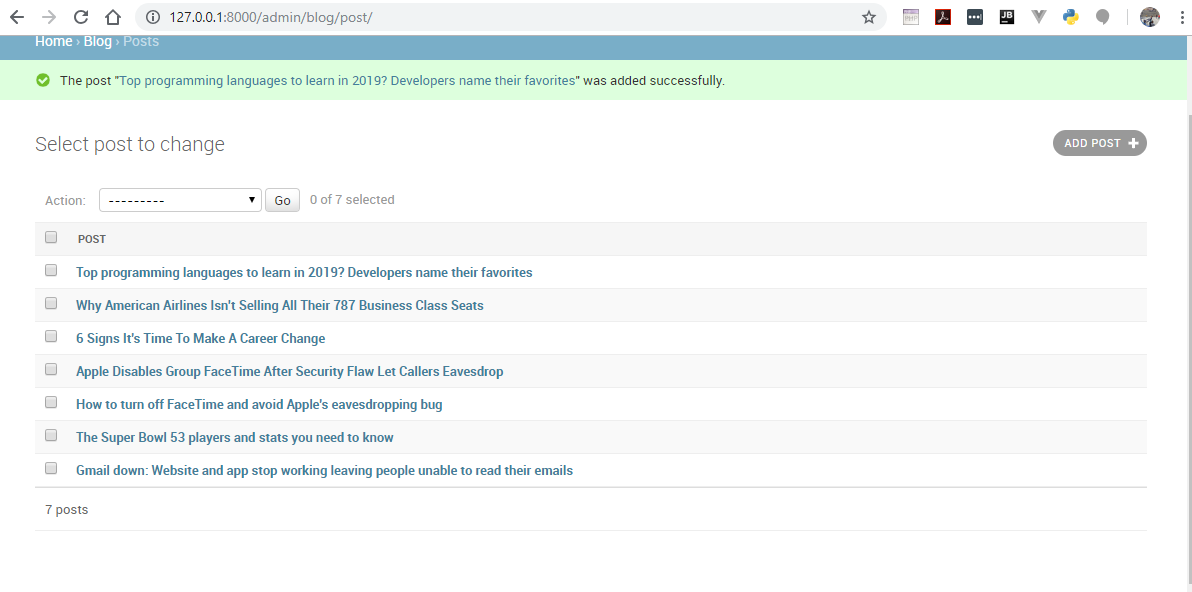 127.0.0.1:8000/admin/blog/post/
PHP
JB
Home › Blog › Posts
The post "Top programming languages to learn in 2019? Developers name their favorites" was added successfully.
Select post to change
ADD POST +
Action: --------- Go 0 of 7 selected
POST
Top programming languages to learn in 2019? Developers name their favorites
Why American Airlines Isn't Selling All Their 787 Business Class Seats
6 Signs It's Time To Make A Career Change
Apple Disables Group FaceTime After Security Flaw Let Callers Eavesdrop
How to turn off FaceTime and avoid Apple's eavesdropping bug
The Super Bowl 53 players and stats you need to know
Gmail down: Website and app stop working leaving people unable to read their emails
7 posts